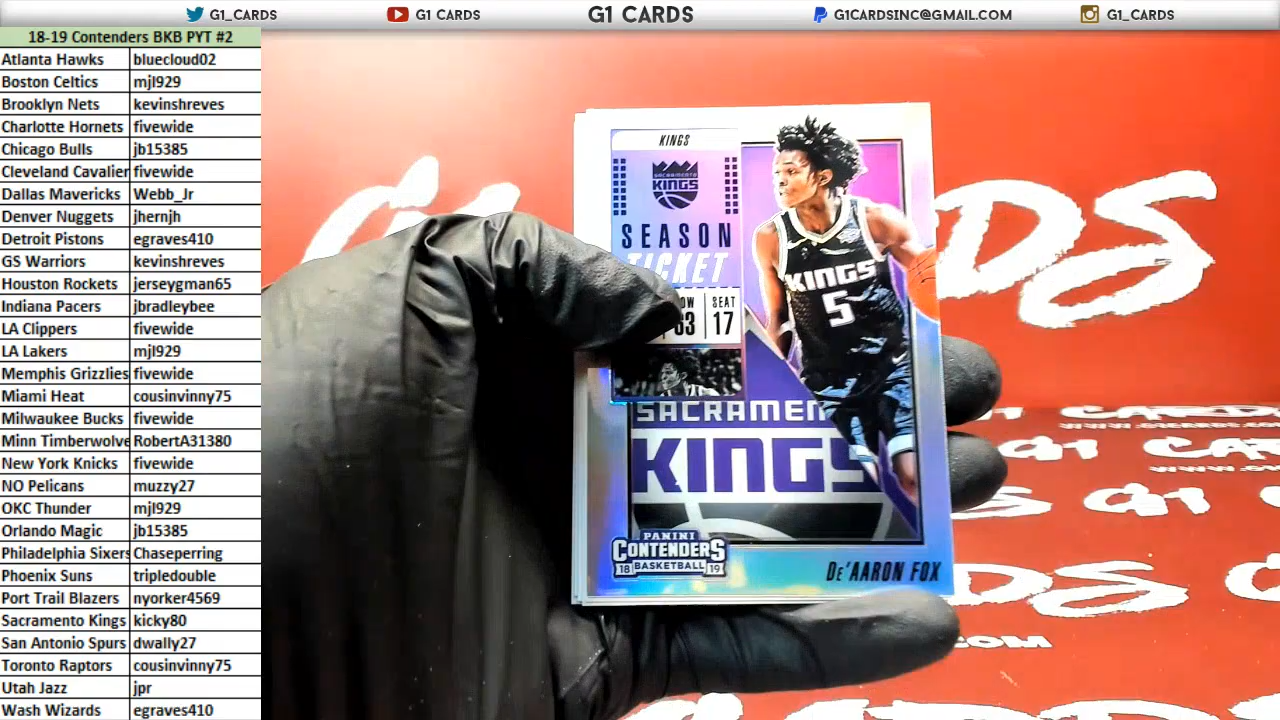 G1_CARDS
G1 CARDS
G1 CARDS
G1CARDSINC@GMAIL.COM
G1_CARDS
18-19 Contenders BKB PYT #2
Atlanta Hawks bluecloud02
Boston Celtics mjl929
Brooklyn Nets kevinshreves
Charlotte Hornets fivewide
Chicago Bulls jb15385
Cleveland Cavalier fivewide
Dallas Mavericks Webb_Jr
Denver Nuggets jhernjh
Detroit Pistons egraves410
GS Warriors kevinshreves
Houston Rockets jerseygman65
Indiana Pacers jbradleybee
LA Clippers fivewide
LA Lakers mjl929
Memphis Grizzlies fivewide
Miami Heat cousinvinny75
Milwaukee Bucks fivewide
Minn Timberwolve RobertA31380
New York Knicks fivewide
NO Pelicans muzzy27
OKC Thunder mjl929
Orlando Magic jb15385
Philadelphia Sixers Chaseperring
Phoenix Suns tripledouble
Port Trail Blazers nyorker4569
Sacramento Kings kicky80
San Antonio Spurs dwally27
Toronto Raptors cousinvinny75
Utah Jazz jpr
Wash Wizards egraves410
KINGS
SACRAMENTO
KINGS
SEASON
TICKET
SEAT
17
KINGS
5
KINGS
PANINI
CONTENDERS
18 BASKETBALL 19
DE'AARON FOX